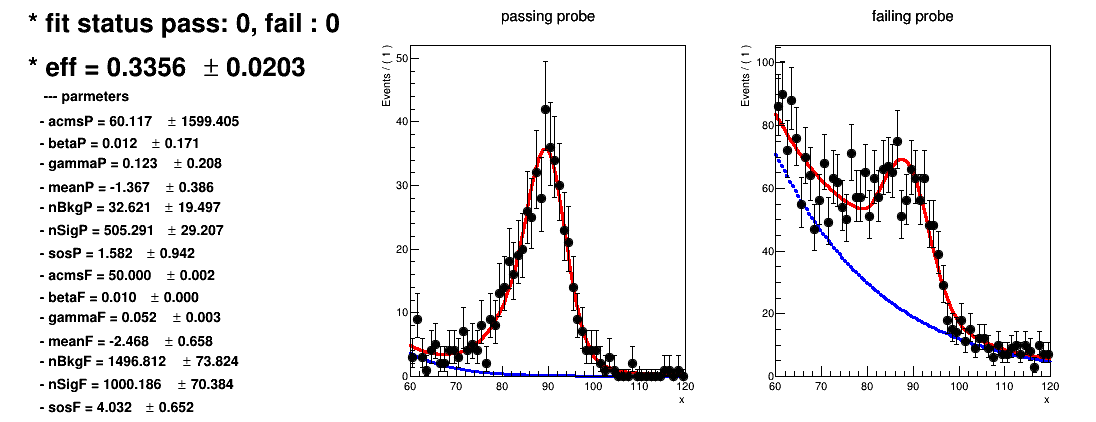 * fit status pass: 0, fail : 0
* eff = 0.3356 ± 0.0203
--- parmeters
- acmsP = 60.117 ± 1599.405
- betaP = 0.012 ± 0.171
- gammaP = 0.123 ± 0.208
- meanP = -1.367 ± 0.386
- nBkgP = 32.621 ± 19.497
- nSigP = 505.291 ± 29.207
- sosP = 1.582 ± 0.942
- acmsF = 50.000 ± 0.002
- betaF = 0.010 ± 0.000
- gammaF = 0.052 ± 0.003
- meanF = -2.468 ± 0.658
- nBkgF = 1496.812 ± 73.824
- nSigF = 1000.186 ± 70.384
- sosF = 4.032 ± 0.652
passing probe
Events / ( 1 )
50
40
30
20
10
0
60 70 80 90 100 110 120
x
failing probe
Events / ( 1 )
100
80
60
40
20
0
60 70 80 90 100 110 120
x